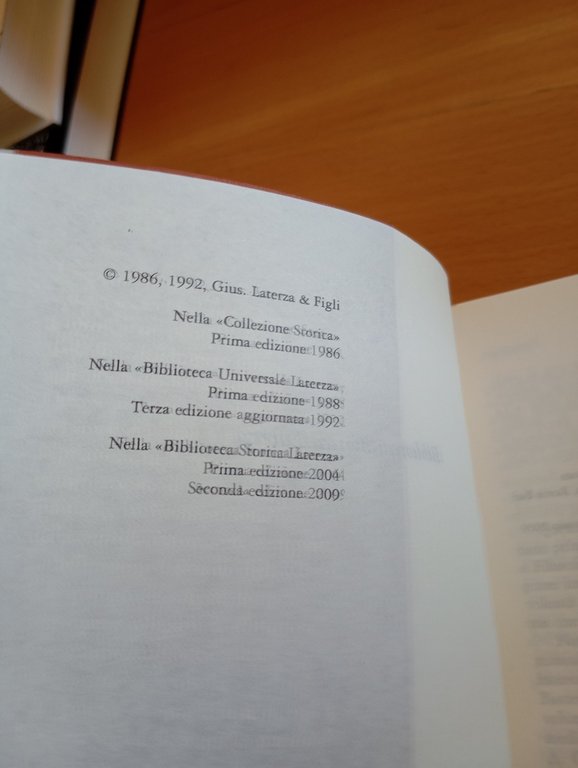 © 1986, 1992, Gius. Laterza & Figli
Nella «Collezione Storica»
Prima edizione 1986
Nella «Biblioteca Universale Laterza»
Prima edizione 1988
Terza edizione aggiornata 1992
Nella «Biblioteca Storica Laterza»
Prima edizione 2004
Seconda edizione 2009